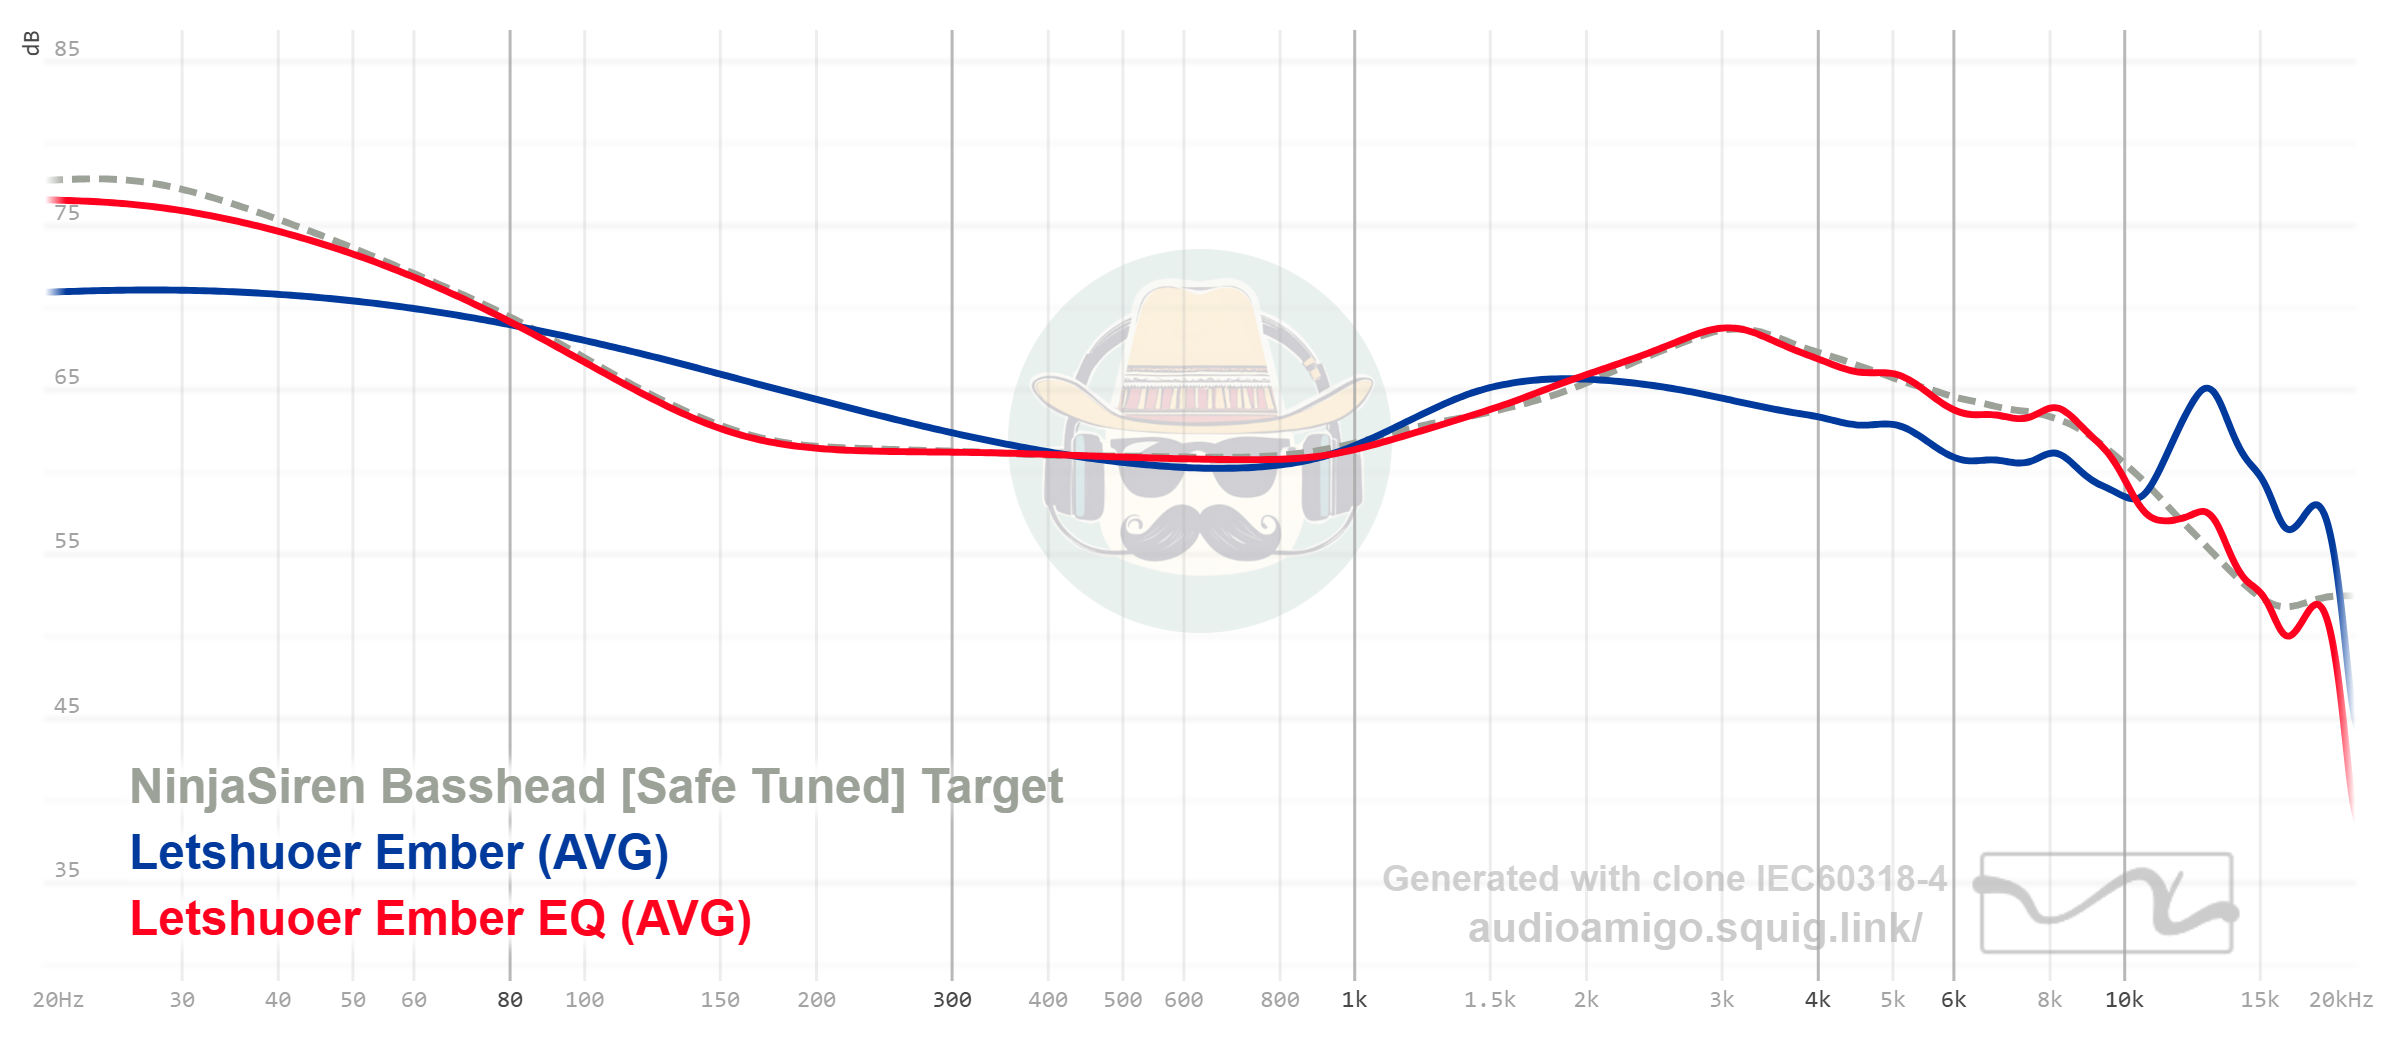 dB
85
75
65
55
45
35
NinjaSiren Basshead [Safe Tuned] Target
Letshuoer Ember (AVG)
Letshuoer Ember EQ (AVG)
Generated with clone IEC60318-4
audioamigo.squig.link/
20Hz 30 40 50 60 80 100 150 200 300 400 500 600 800 1k 1.5k 2k 3k 4k 5k 6k 8k 10k 15k 20kHz